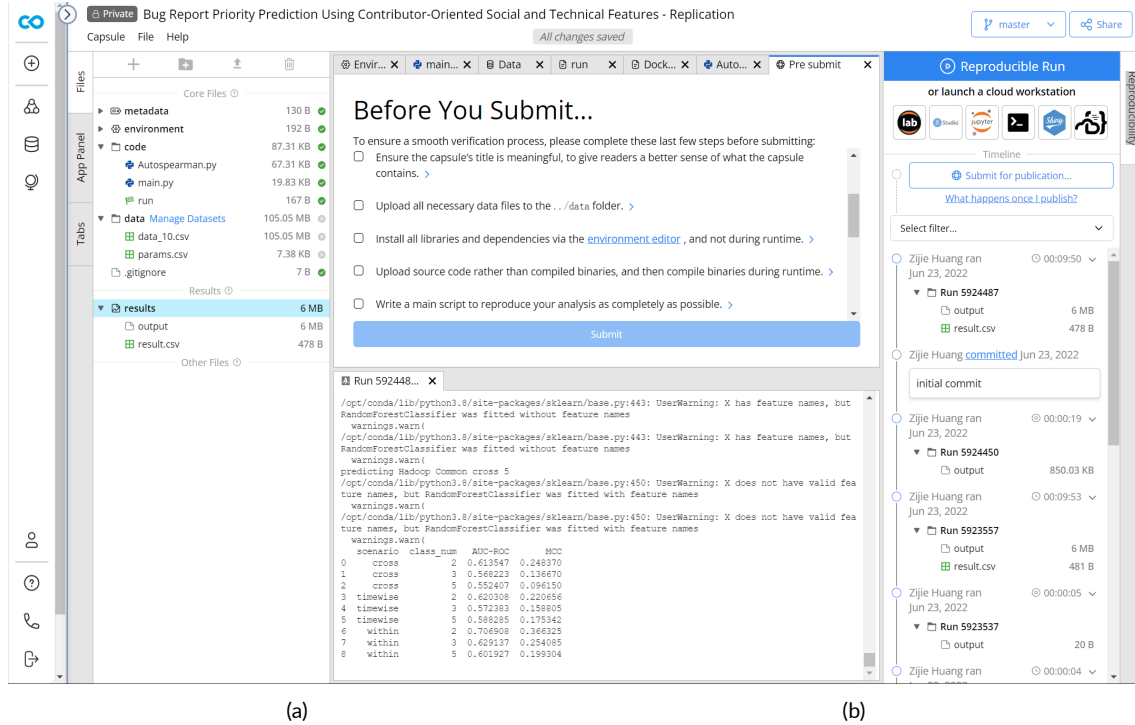 Private Bug Report Priority Prediction Using Contributor-Oriented Social and Technical Features - Replication
Capsule File Help
All changes saved
master
Share
Files
App Panel
Tabs
Core Files
metadata 130 B
environment 192 B
code 87.31 KB
Autospearman.py 67.31 KB
main.py 19.83 KB
run 167 B
data Manage Datasets 105.05 MB
data_10.csv 105.05 MB
params.csv 7.38 KB
.gitignore 7 B
Results
results 6 MB
output 6 MB
result.csv 478 B
Other Files
Envir... X main... X Data X run X Dock... X Auto... X Pre submit X
Before You Submit...
To ensure a smooth verification process, please complete these last few steps before submitting:
Ensure the capsule's title is meaningful, to give readers a better sense of what the capsule
contains. >
Upload all necessary data files to the ../data folder. >
Install all libraries and dependencies via the environment editor , and not during runtime. >
Upload source code rather than compiled binaries, and then compile binaries during runtime. >
Write a main script to reproduce your analysis as completely as possible. >
Submit
Run 592448... X
/opt/conda/lib/python3.8/site-packages/sklearn/base.py:443: UserWarning: X has feature names, but
RandomForestClassifier was fitted without feature names
warnings.warn(
/opt/conda/lib/python3.8/site-packages/sklearn/base.py:443: UserWarning: X has feature names, but
RandomForestClassifier was fitted without feature names
warnings.warn(
predicting Hadoop Common cross 5
/opt/conda/lib/python3.8/site-packages/sklearn/base.py:450: UserWarning: X does not have valid fea
ture names, but RandomForestClassifier was fitted with feature names
warnings.warn(
/opt/conda/lib/python3.8/site-packages/sklearn/base.py:450: UserWarning: X does not have valid fea
ture names, but RandomForestClassifier was fitted with feature names
warnings.warn(
scenario class_num AUC-ROC MCC
0 cross 2 0.613547 0.248370
1 cross 3 0.568223 0.136670
2 cross 5 0.552407 0.096150
3 timewise 2 0.620308 0.220656
4 timewise 3 0.572383 0.158805
5 timewise 5 0.588285 0.175342
6 within 2 0.706908 0.366325
7 within 3 0.629137 0.254085
8 within 5 0.601927 0.199304
Reproducible Run
or launch a cloud workstation
lab
Studio
jupyter
Shiny
Reproducibility
Timeline
Submit for publication...
What happens once I publish?
Select filter...
Zijie Huang ran 00:09:50
Jun 23, 2022
Run 5924487
output 6 MB
result.csv 478 B
Zijie Huang committed Jun 23, 2022
initial commit
Zijie Huang ran 00:00:19
Jun 23, 2022
Run 5924450
output 850.03 KB
Zijie Huang ran 00:09:53
Jun 23, 2022
Run 5923557
output 6 MB
result.csv 481 B
Zijie Huang ran 00:00:05
Jun 23, 2022
Run 5923537
output 20 B
Zijie Huang ran 00:00:04
(a)
(b)